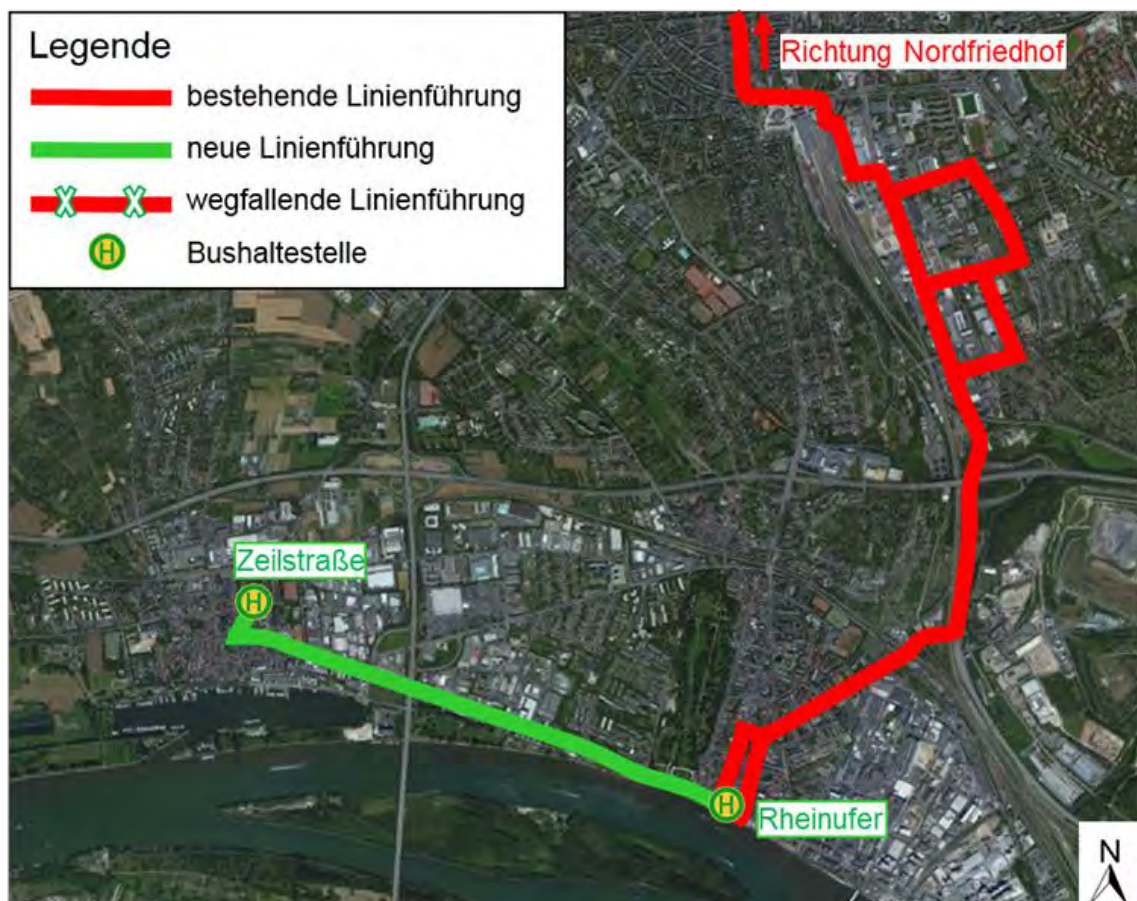 Legende
bestehende Linienführung
neue Linienführung
wegfallende Linienführung
H
Bushaltestelle
Richtung Nordfriedhof
Zeilstraße
H
H
Rheinufer
N